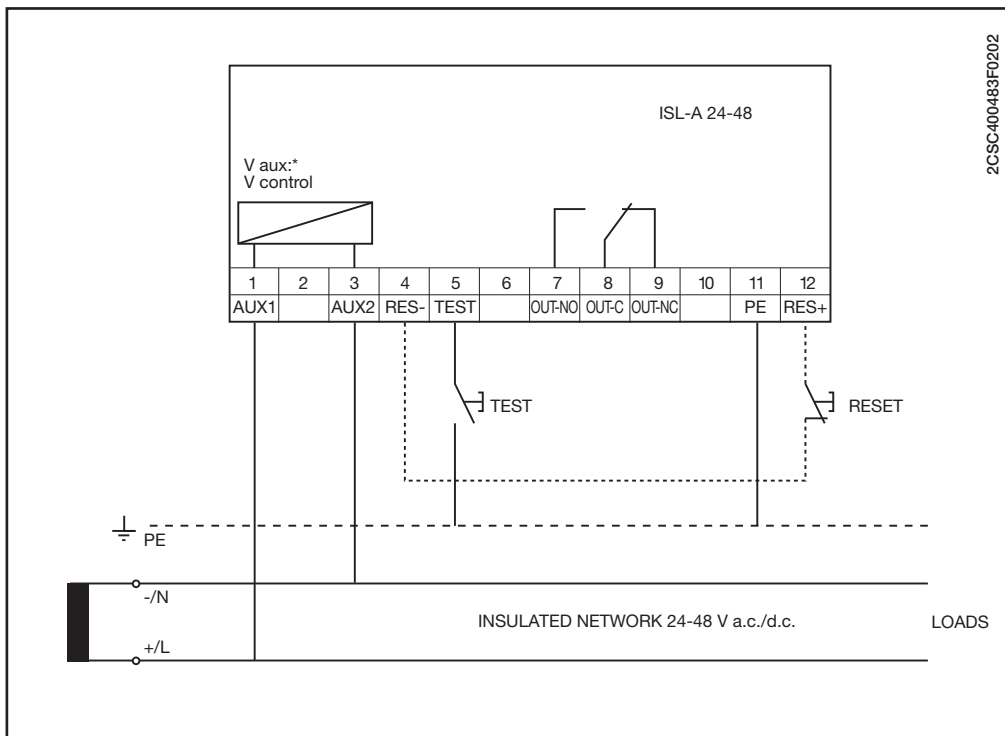 2CSC400483F0202
ISL-A 24-48
V aux:*
V control
1 2 3 4 5 6 7 8 9 10 11 12
AUX1 AUX2 RES- TEST OUT-NO OUT-C OUT-NC PE RES+
TEST
RESET
PE
-/N
INSULATED NETWORK 24-48 V a.c./d.c.
LOADS
+/L